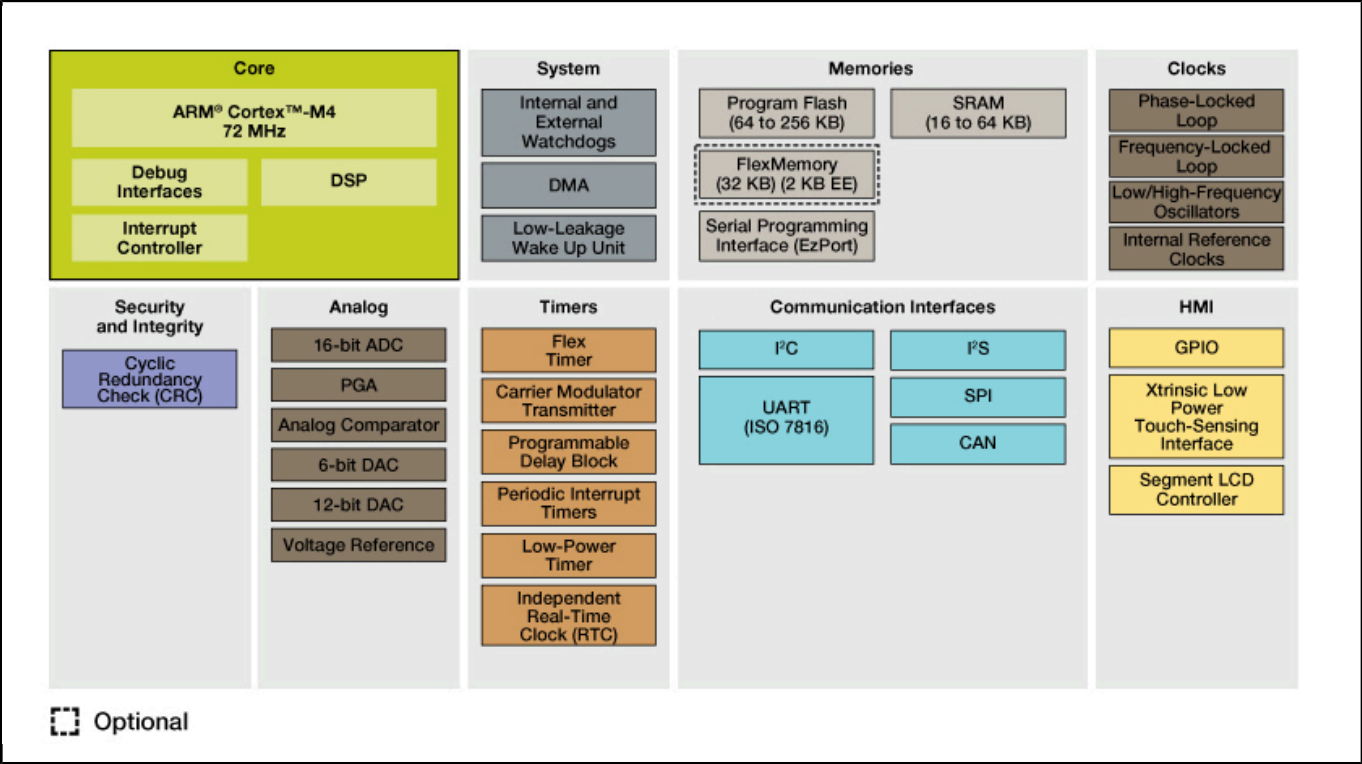 Core
ARM® Cortex™-M4
72 MHz
Debug
Interfaces
DSP
Interrupt
Controller
System
Internal and
External
Watchdogs
DMA
Low-Leakage
Wake Up Unit
Memories
Program Flash
(64 to 256 KB)
SRAM
(16 to 64 KB)
FlexMemory
(32 KB) (2 KB EE)
Serial Programming
Interface (EzPort)
Clocks
Phase-Locked
Loop
Frequency-Locked
Loop
Low/High-Frequency
Oscillators
Internal Reference
Clocks
Security
and Integrity
Cyclic
Redundancy
Check (CRC)
Analog
16-bit ADC
PGA
Analog Comparator
6-bit DAC
12-bit DAC
Voltage Reference
Timers
Flex
Timer
Carrier Modulator
Transmitter
Programmable
Delay Block
Periodic Interrupt
Timers
Low-Power
Timer
Independent
Real-Time
Clock (RTC)
Communication Interfaces
I²C
I²S
UART
(ISO 7816)
SPI
CAN
HMI
GPIO
Xtrinsic Low
Power
Touch-Sensing
Interface
Segment LCD
Controller
Optional